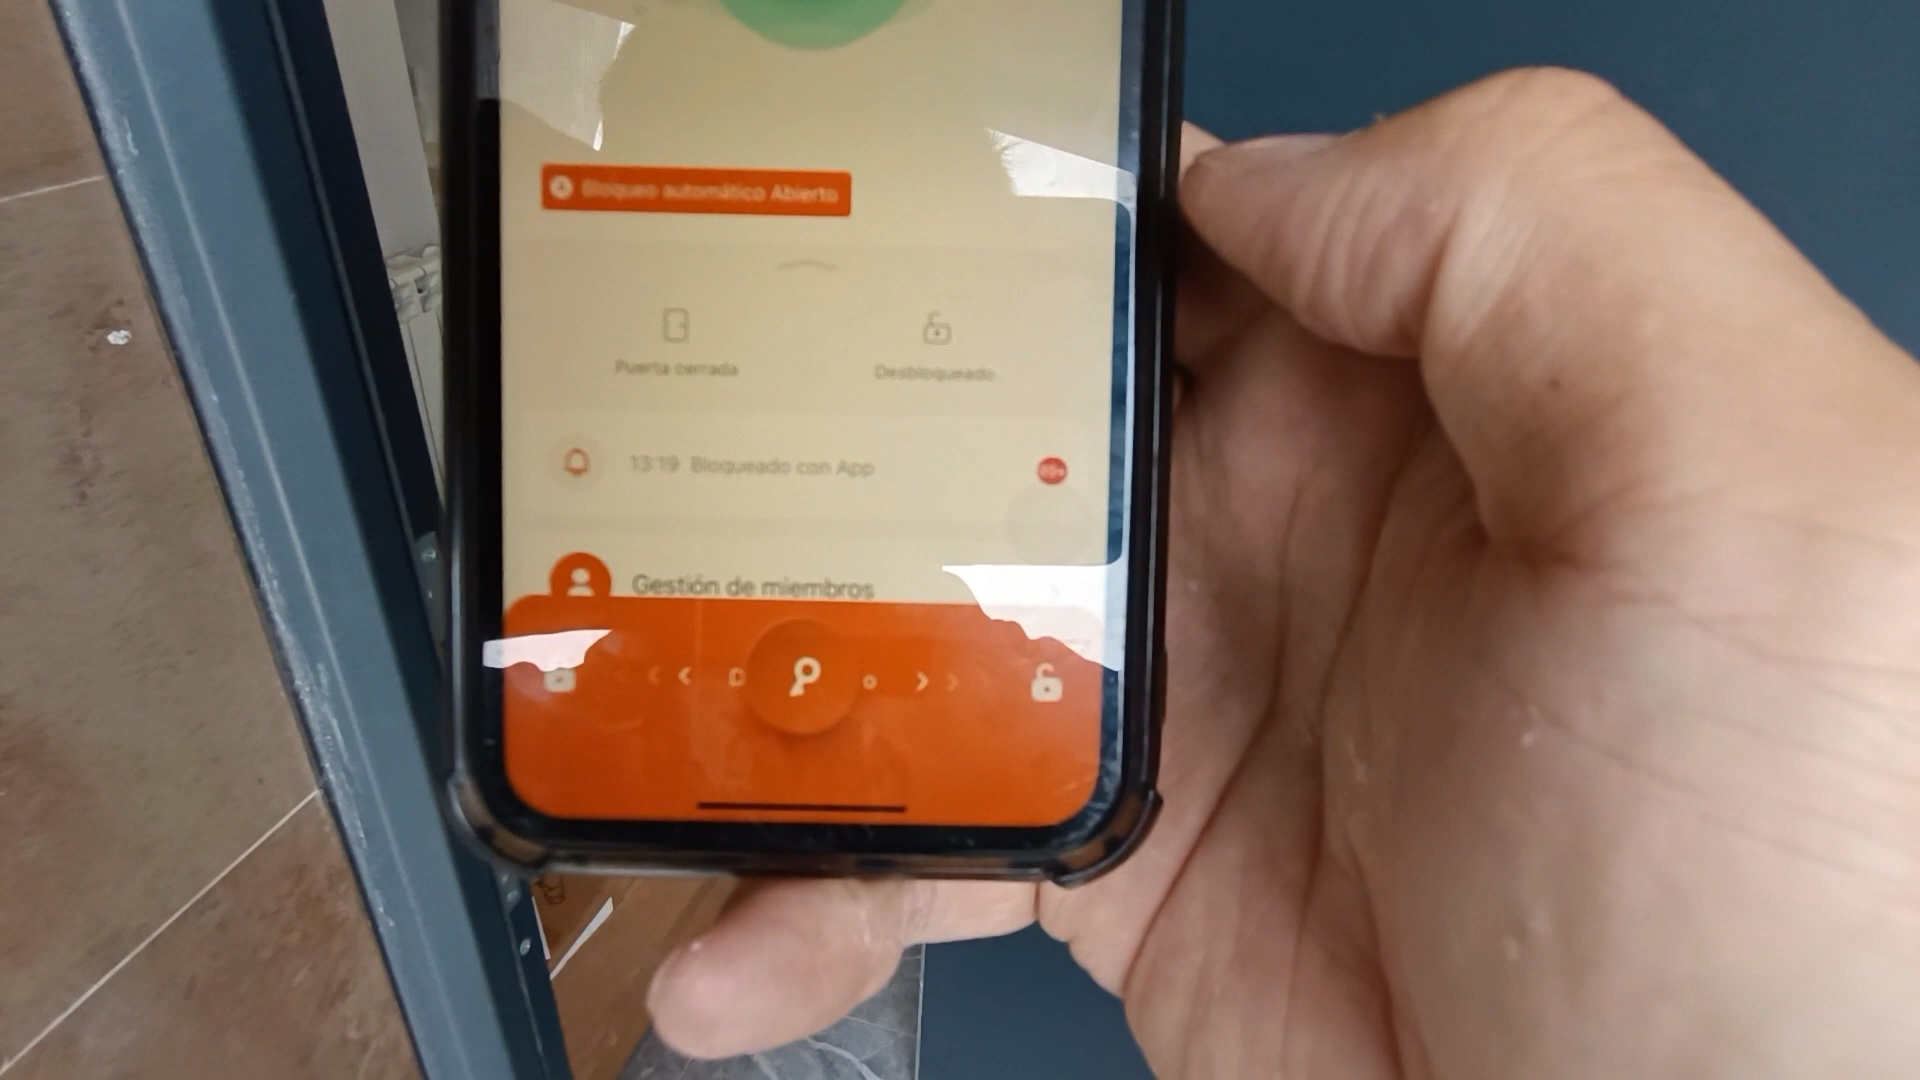 Bloqueo automático Abierto
Puerta cerrada
Desbloqueado
13:19 Bloqueado con App
Gestión de miembros